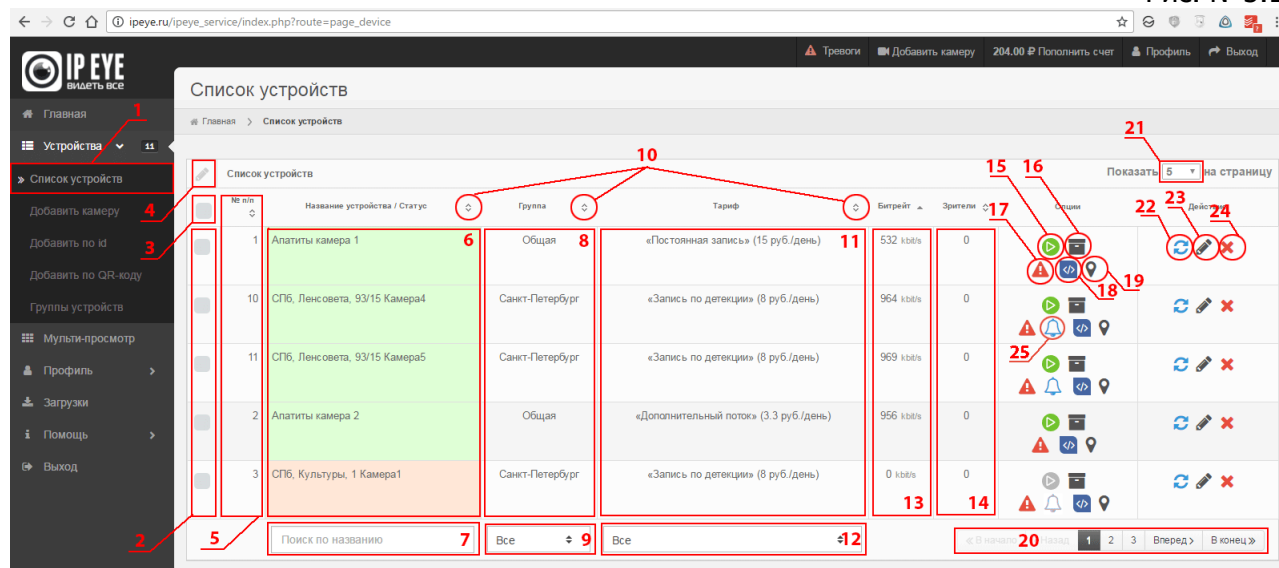 Рис. № 3.1
ipeye.ru/ipeye_service/index.php?route=page_device
7
IP EYE
видеть все
Тревоги Добавить камеру 204.00 ₽ Пополнить счет Профиль Выход
Список устройств
Главная > Список устройств
Главная 1
Устройства 11
Список устройств
Добавить камеру 4
Добавить по id 3
Добавить по QR-коду
Группы устройств
Мульти-просмотр
Профиль
Загрузки
Помощь
Выход
2
10 21
Список устройств 15 16 Показать 5 на страницу
№ п/п Название устройства / Статус Группа Тариф Битрейт Зрители 17 Опции 22 23 Действия 24
1 Апатиты камера 1 6 Общая 8 «Постоянная запись» (15 руб./день) 11 532 kbit/s 0
18 19
10 СПб, Ленсовета, 93/15 Камера4 Санкт-Петербург «Запись по детекции» (8 руб./день) 964 kbit/s 0
25
11 СПб, Ленсовета, 93/15 Камера5 Санкт-Петербург «Запись по детекции» (8 руб./день) 969 kbit/s 0
2 Апатиты камера 2 Общая «Дополнительный поток» (3.3 руб./день) 956 kbit/s 0
3 СПб, Культуры, 1 Камера1 Санкт-Петербург «Запись по детекции» (8 руб./день) 0 kbit/s 0
13 14
5 Поиск по названию 7 Все 9 Все 12 « В начало 20 Назад 1 2 3 Вперед > В конец »